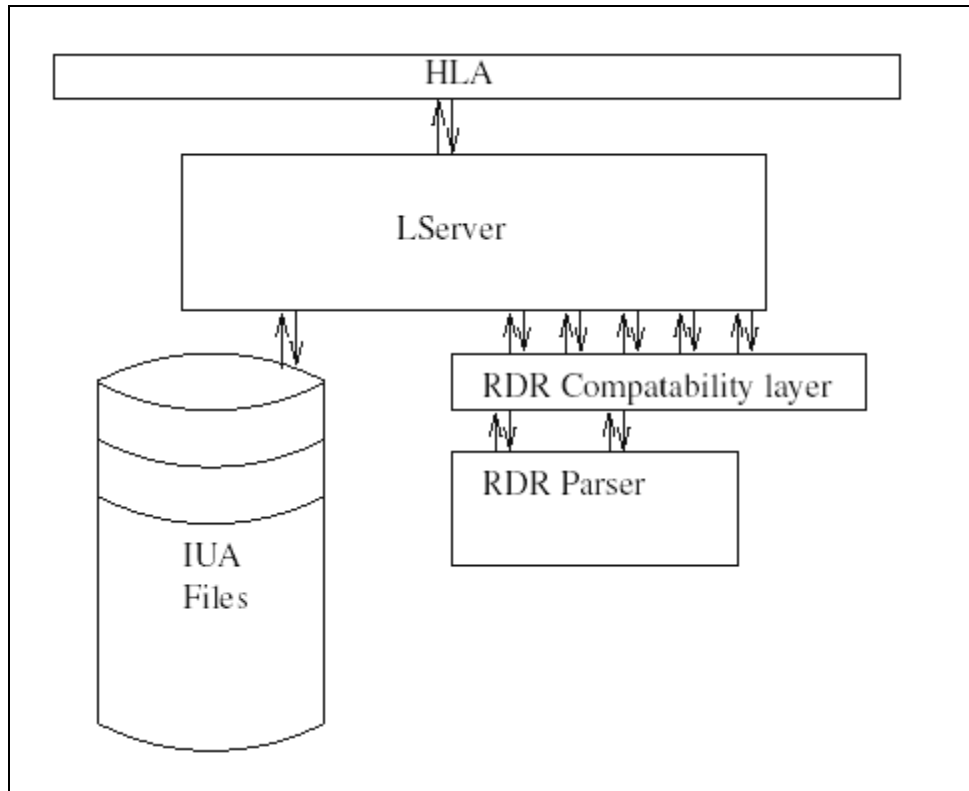 HLA
LServer
RDR Compatability layer
RDR Parser
IUA
Files